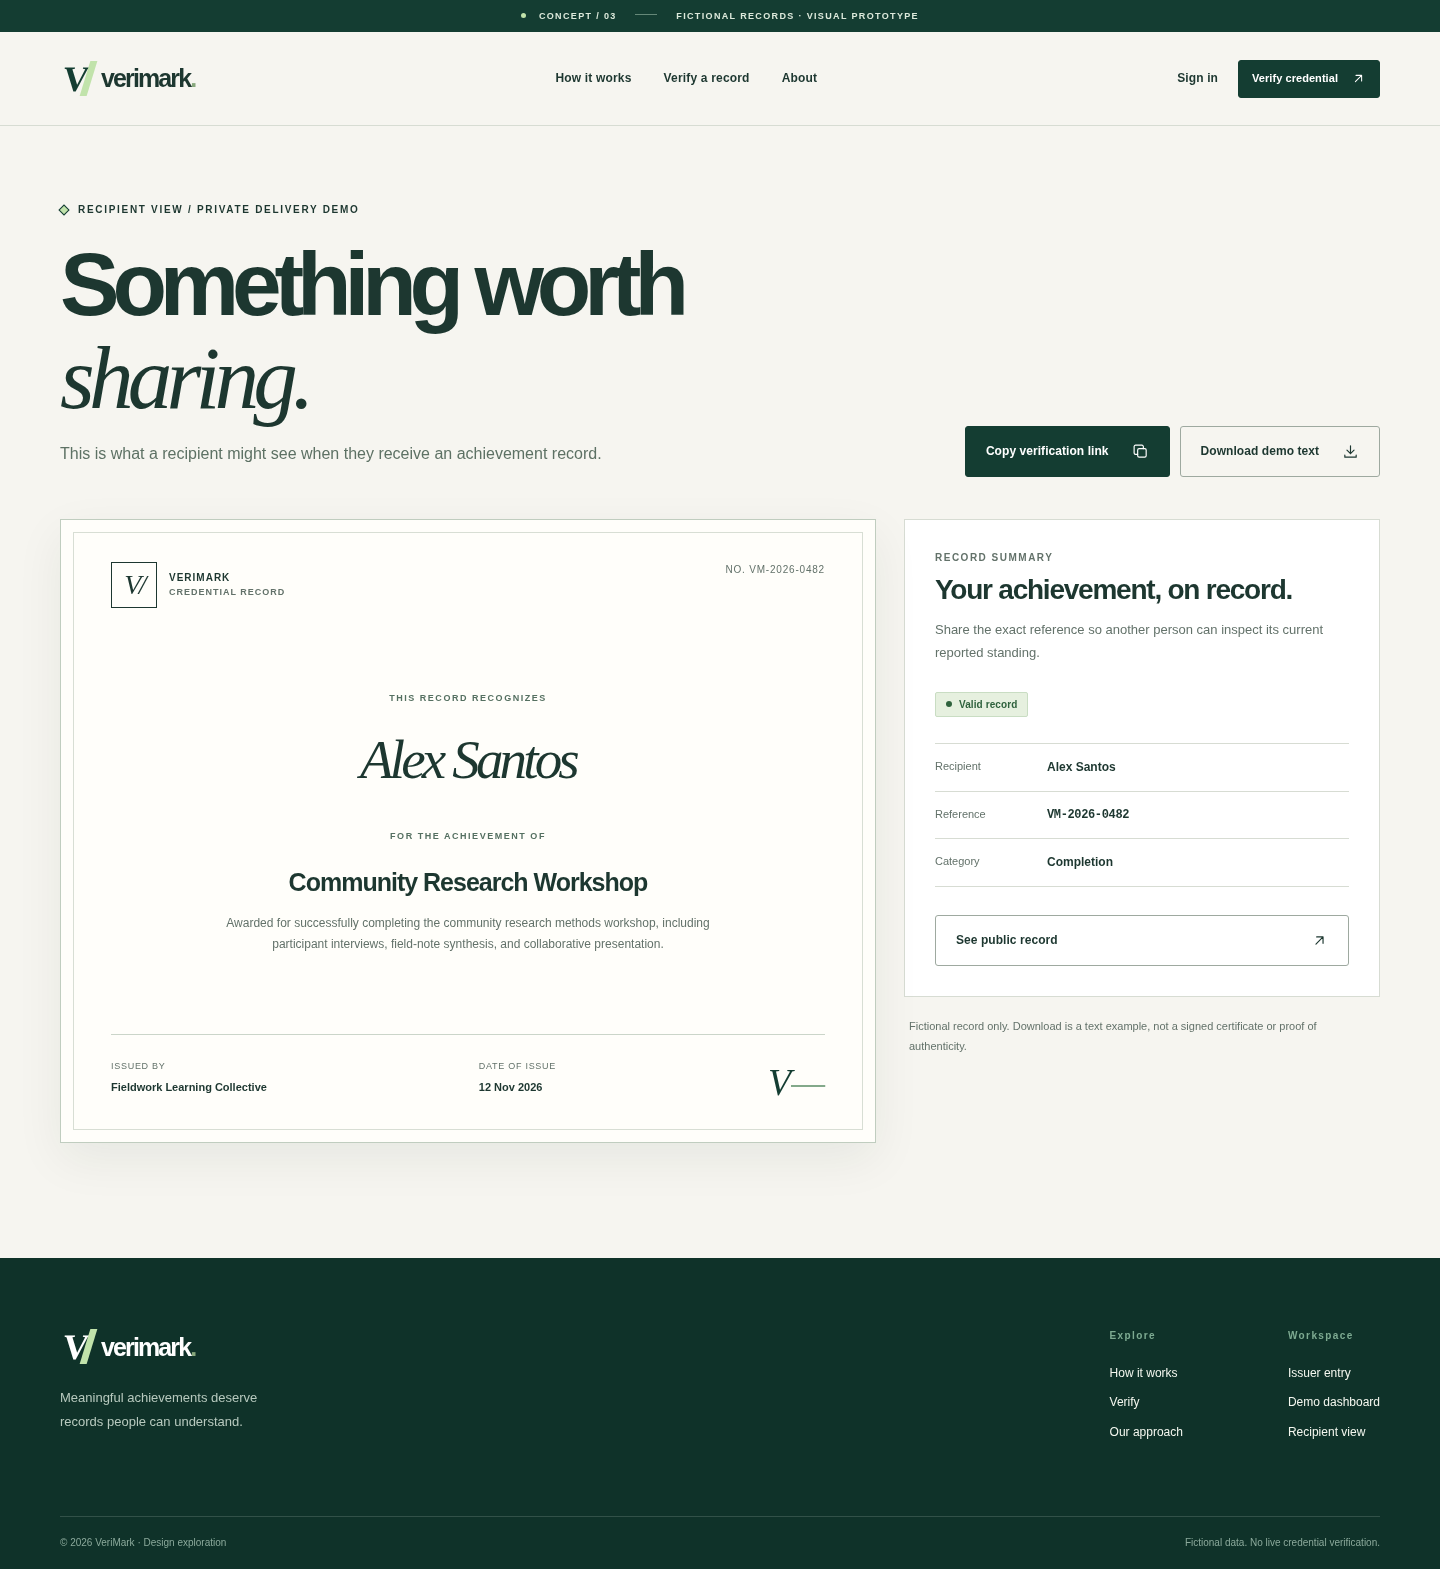 CONCEPT / 03 FICTIONAL RECORDS · VISUAL PROTOTYPE
V/ verimark.
How it works Verify a record About
Sign in Verify credential
RECIPIENT VIEW / PRIVATE DELIVERY DEMO
Something worth
sharing.
This is what a recipient might see when they receive an achievement record.
Copy verification link
Download demo text
V/ VERIMARK
CREDENTIAL RECORD
NO. VM-2026-0482
THIS RECORD RECOGNIZES
Alex Santos
FOR THE ACHIEVEMENT OF
Community Research Workshop
Awarded for successfully completing the community research methods workshop, including
participant interviews, field-note synthesis, and collaborative presentation.
ISSUED BY
Fieldwork Learning Collective
DATE OF ISSUE
12 Nov 2026
V
RECORD SUMMARY
Your achievement, on record.
Share the exact reference so another person can inspect its current
reported standing.
Valid record
Recipient Alex Santos
Reference VM-2026-0482
Category Completion
See public record
Fictional record only. Download is a text example, not a signed certificate or proof of
authenticity.
V/ verimark.
Meaningful achievements deserve
records people can understand.
Explore
How it works
Verify
Our approach
Workspace
Issuer entry
Demo dashboard
Recipient view
© 2026 VeriMark · Design exploration
Fictional data. No live credential verification.